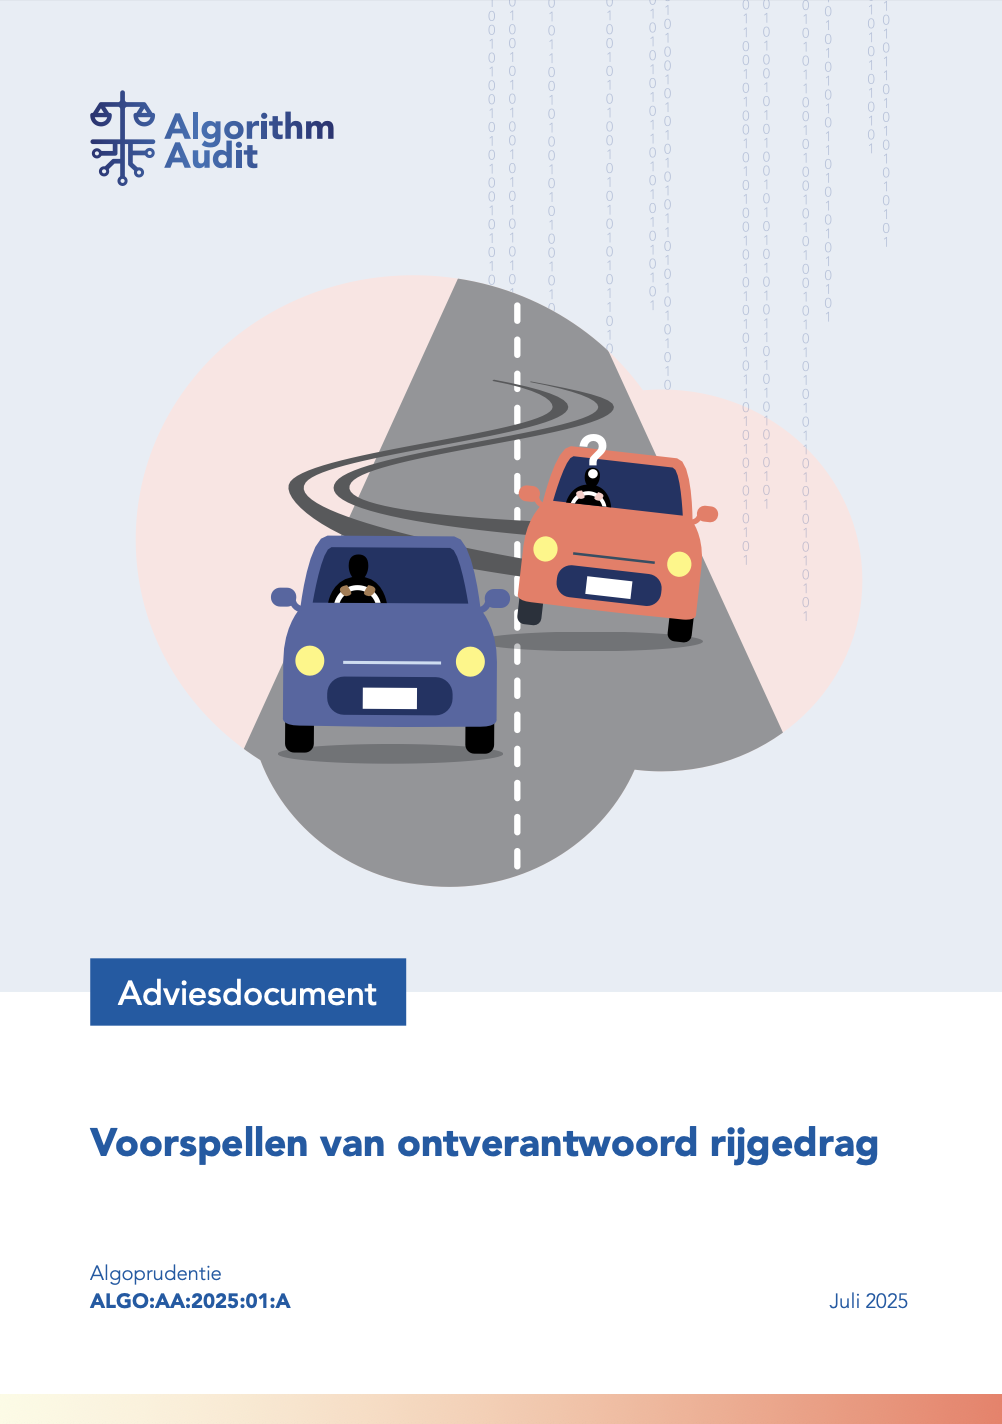 Algorithm
Audit
?
Adviesdocument
Voorspellen van ontverantwoord rijgedrag
Algoprudentie
ALGO:AA:2025:01:A
Juli 2025